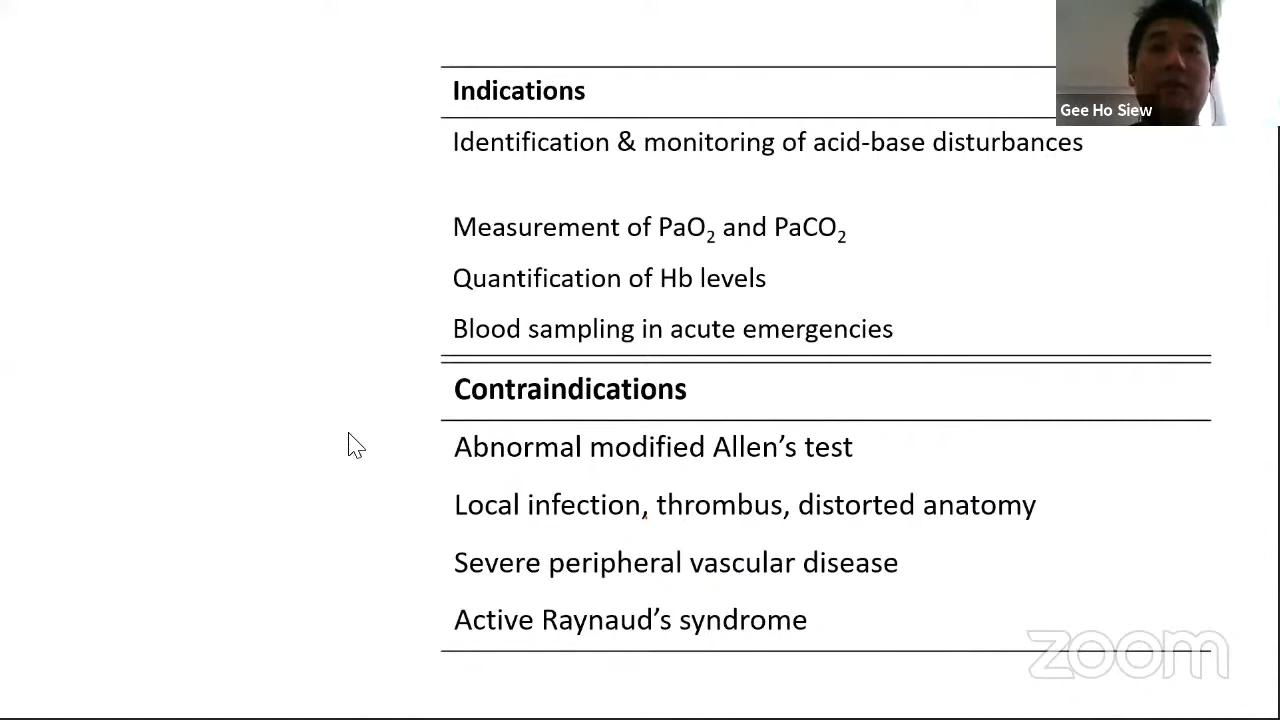 Indications
Gee Ho Siew
Identification & monitoring of acid-base disturbances
Measurement of PaO₂ and PaCO₂
Quantification of Hb levels
Blood sampling in acute emergencies
Contraindications
Abnormal modified Allen’s test
Local infection, thrombus, distorted anatomy
Severe peripheral vascular disease
Active Raynaud’s syndrome
zoom